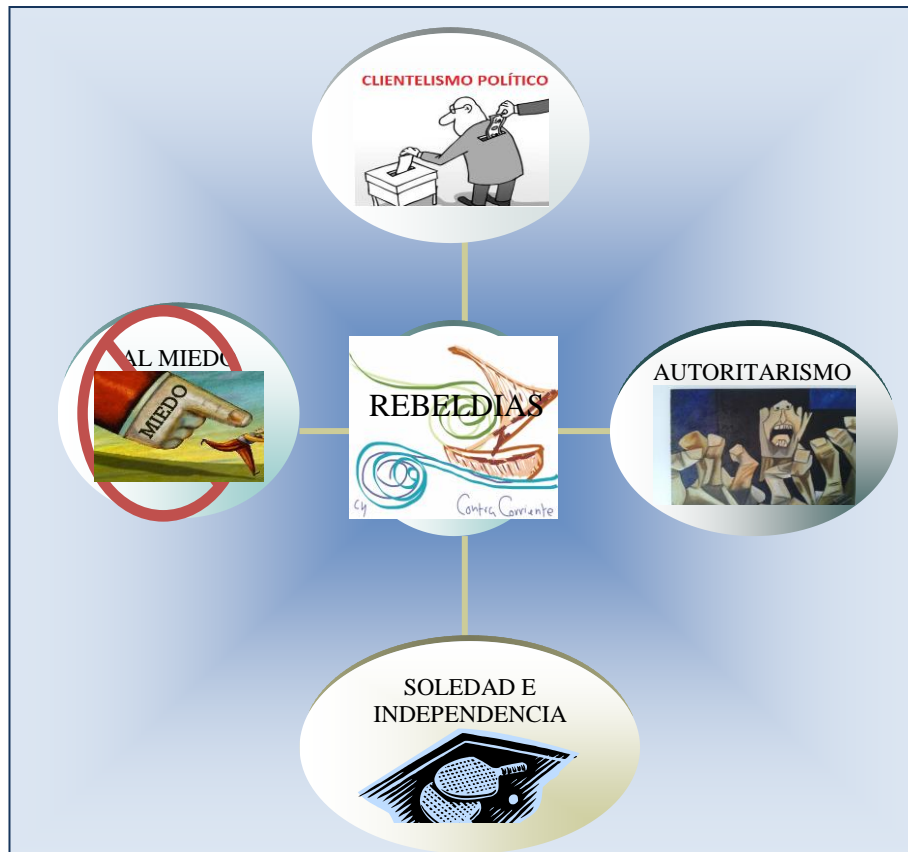 CLIENTELISMO POLÍTICO
AL MIEDO
MIEDO
REBELDIAS
Contra Corriente
AUTORITARISMO
SOLEDAD E
INDEPENDENCIA